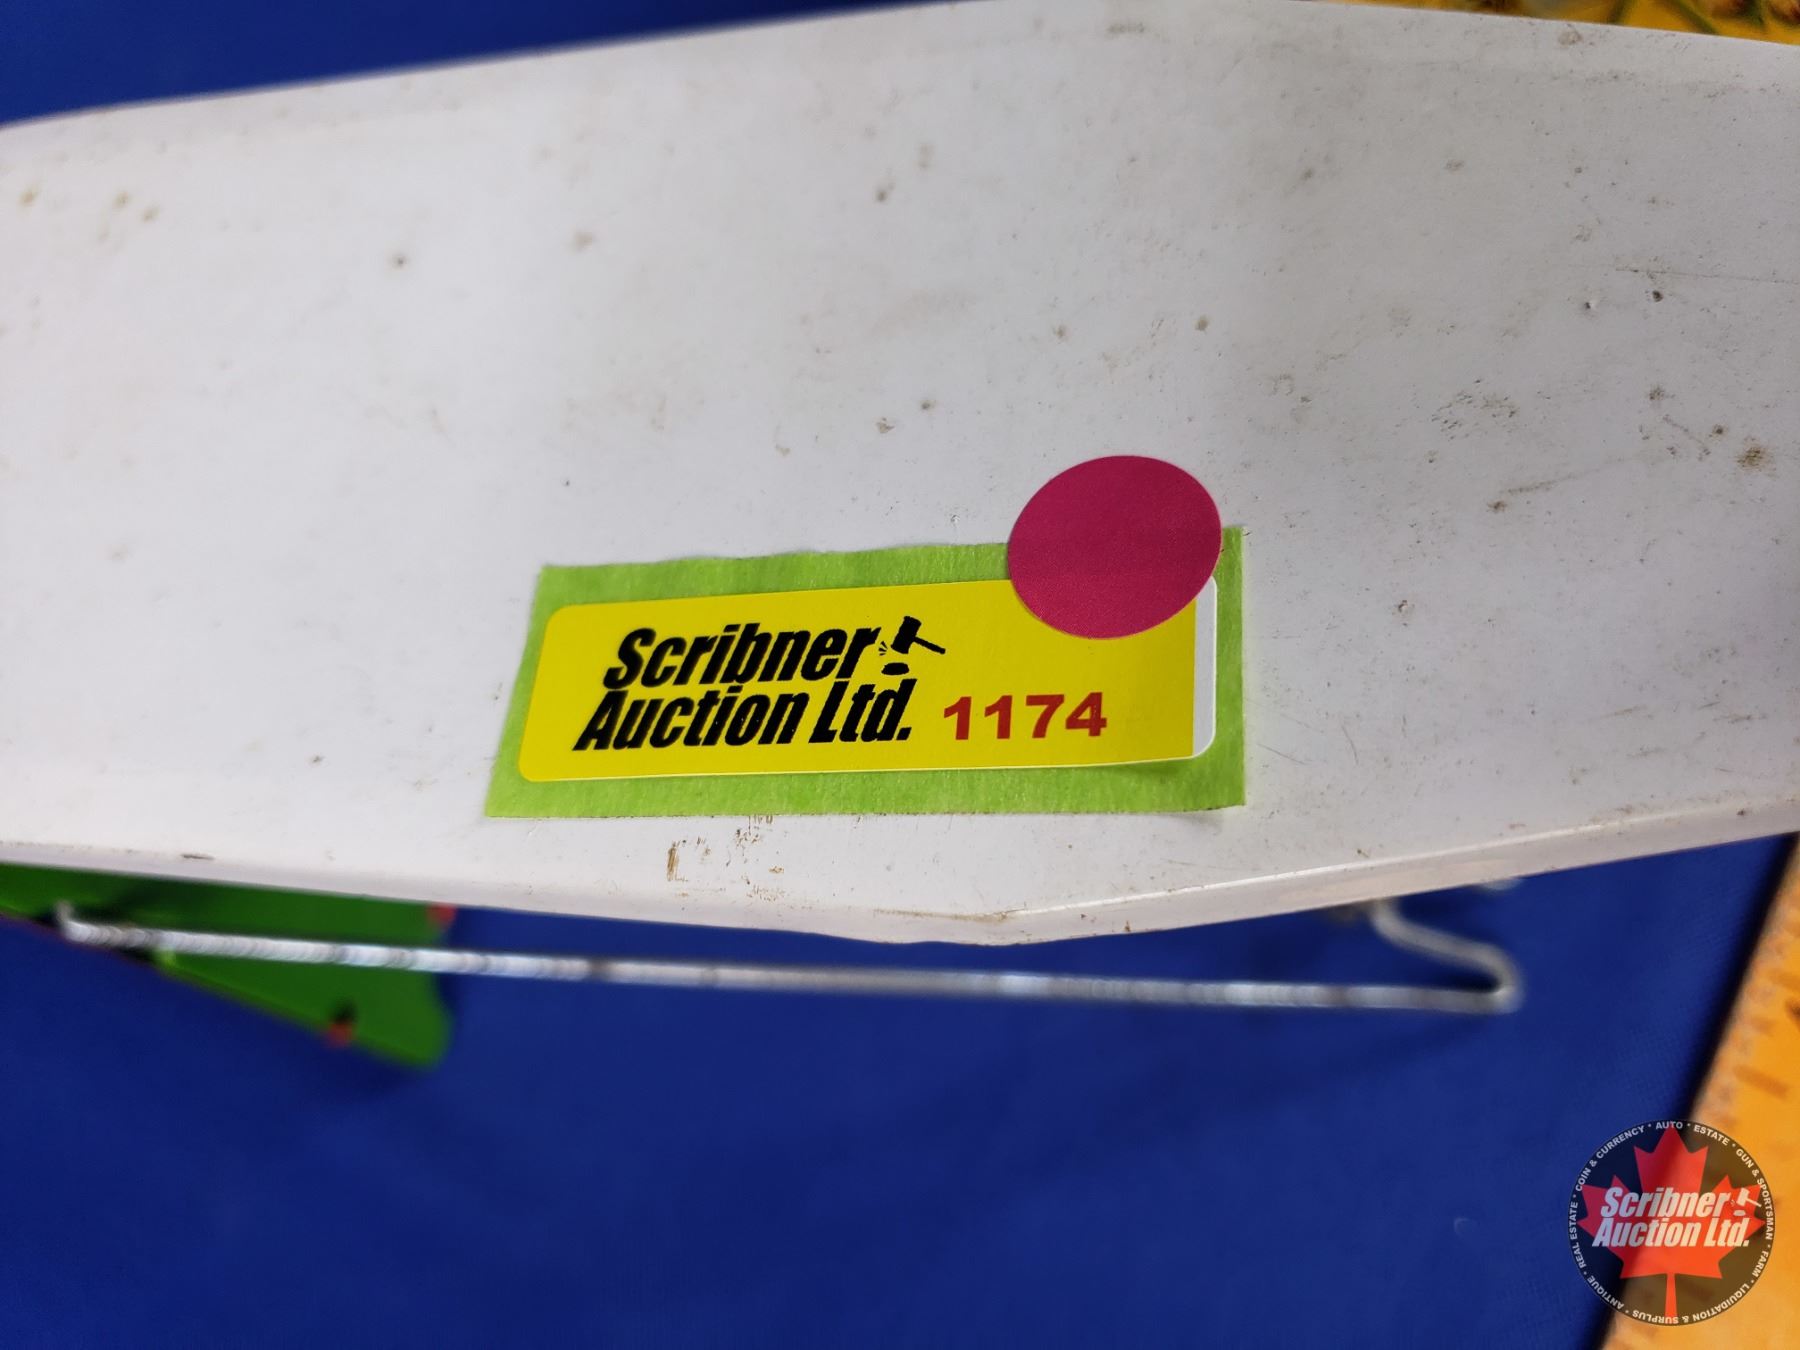 Scribner
Auction Ltd. 1174
COIN & CURRENCY * AUTO * ESTATE * GUN & SPORTSMAN * FARM * LIQUIDATION & SURPLUS * ANTIQUE * REAL ESTATE *
Scribner
Auction Ltd.